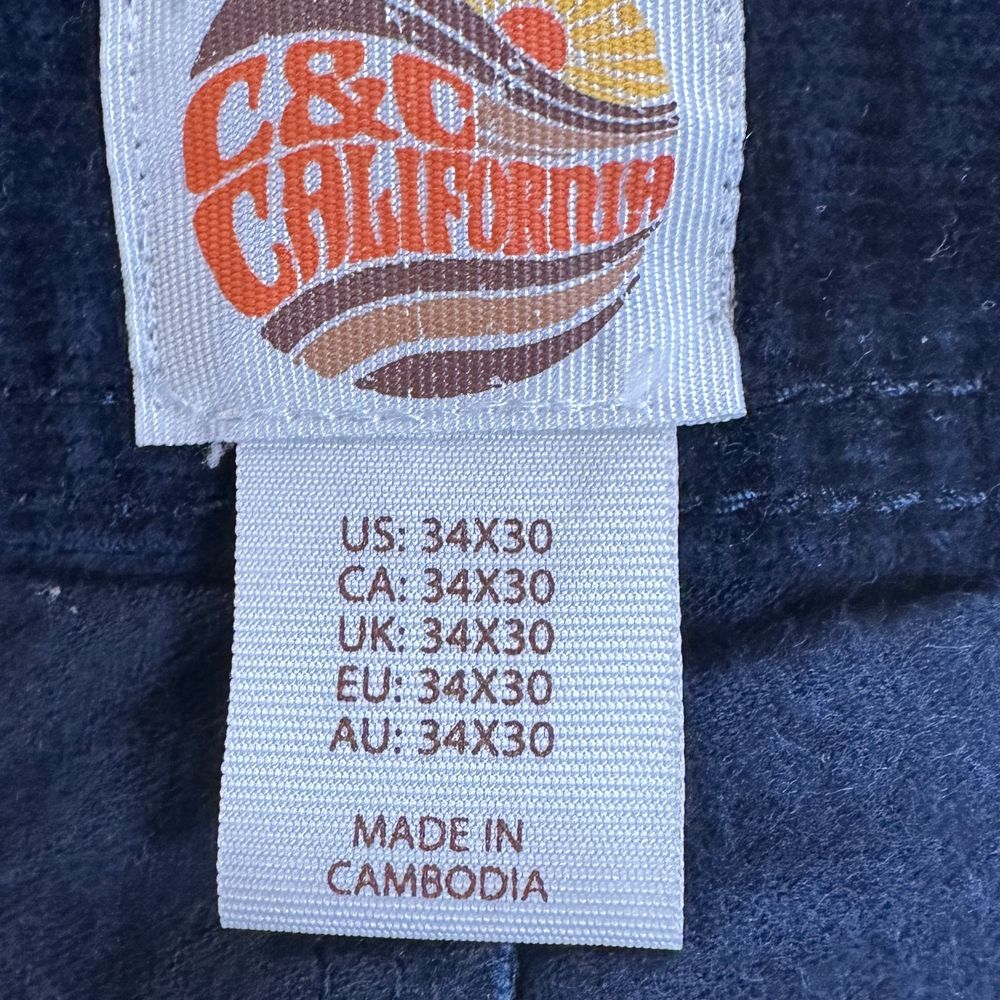 C&C
CALIFORNIA
US: 34X30
CA: 34X30
UK: 34X30
EU: 34X30
AU: 34X30
MADE IN
CAMBODIA